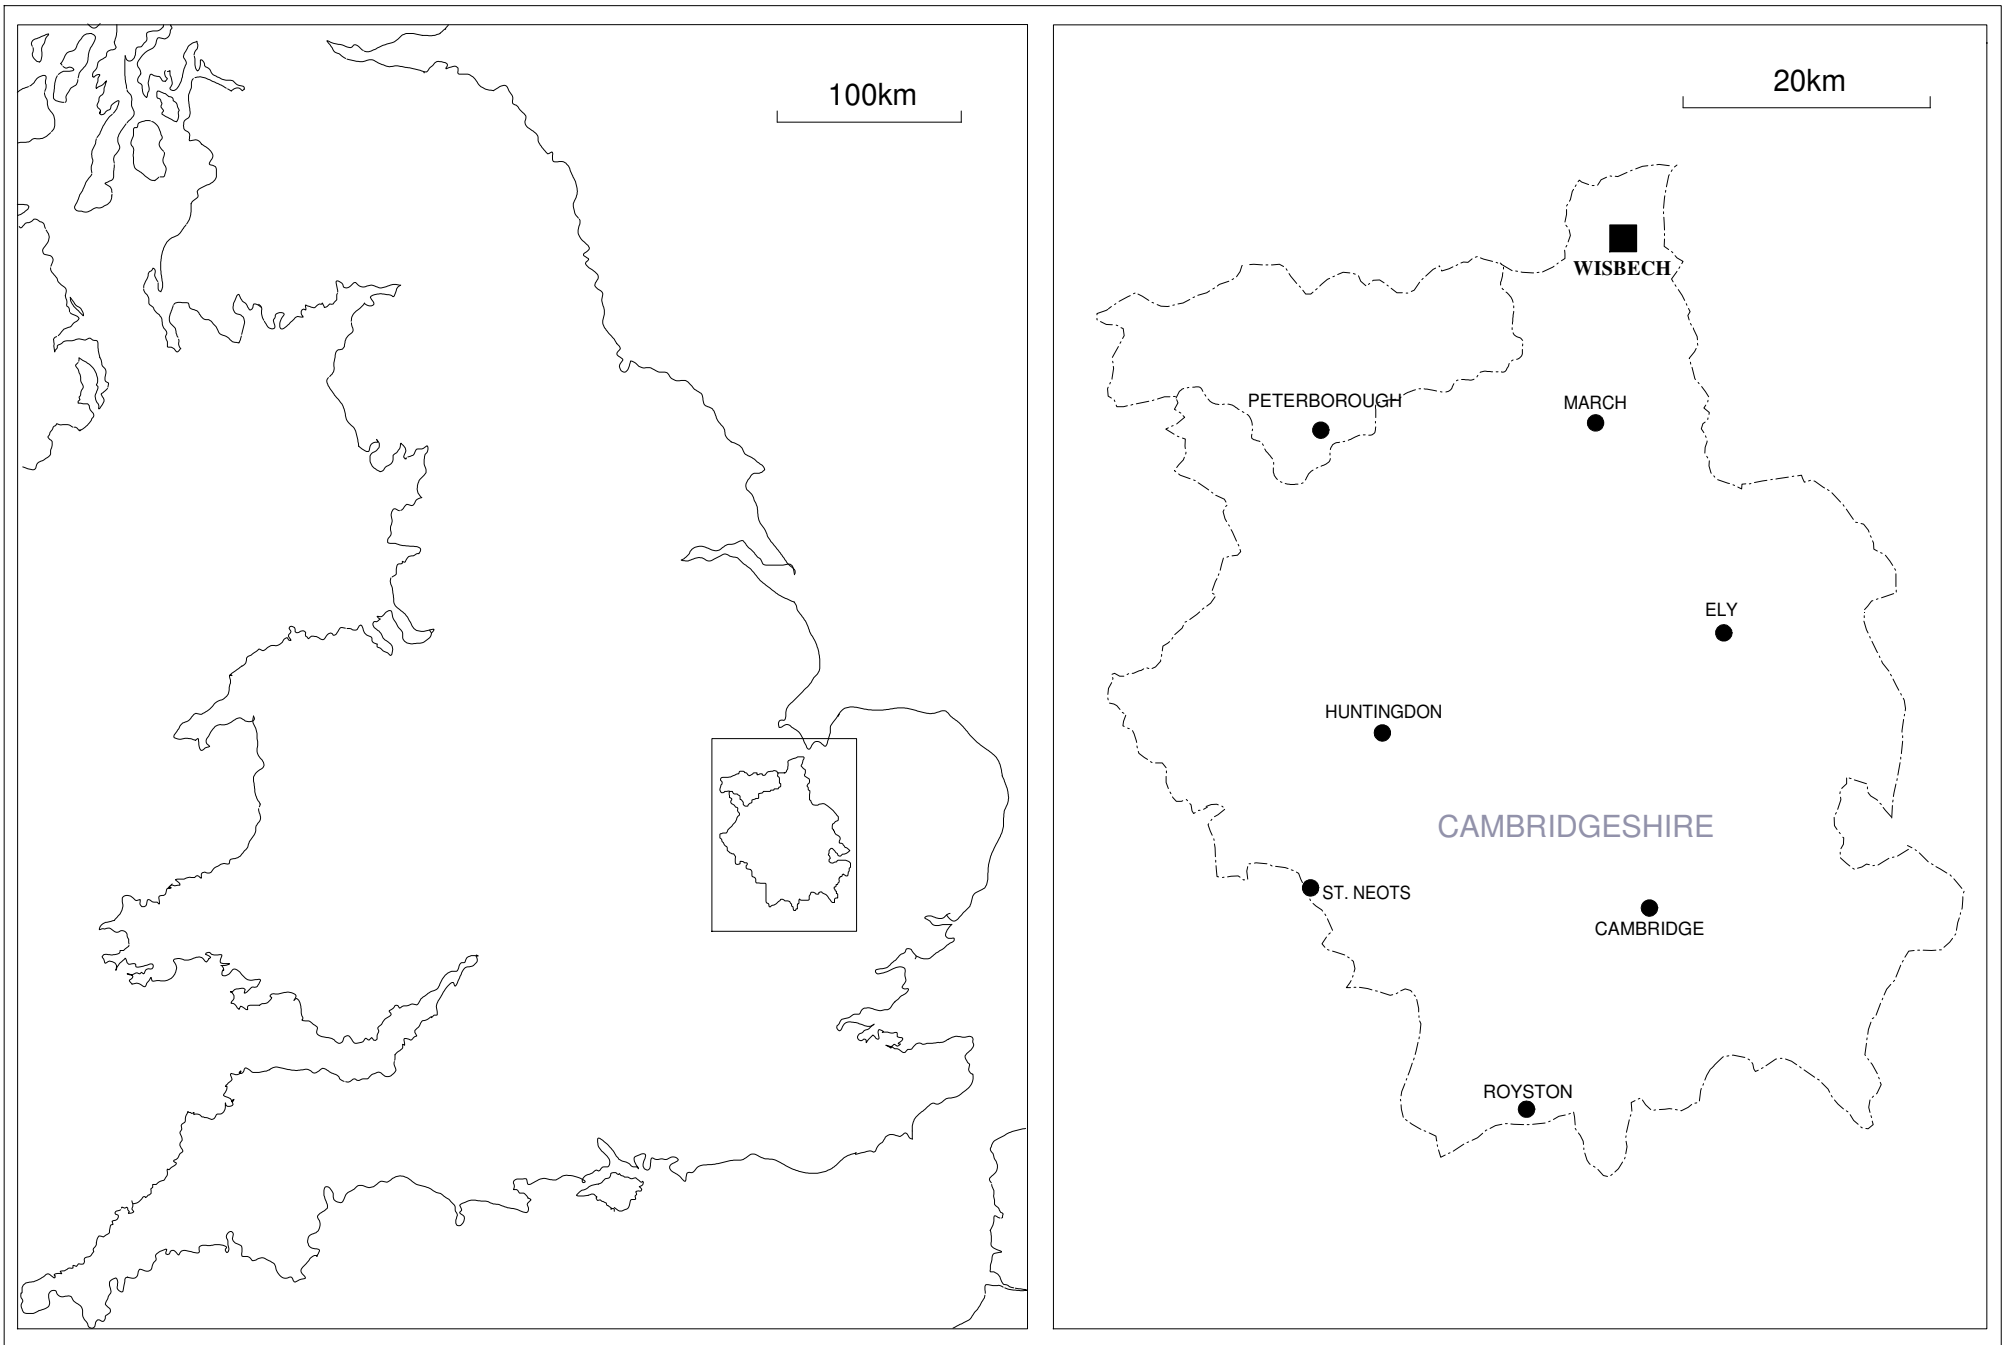 100km
20km
WISBECH
PETERBOROUGH
MARCH
ELY
HUNTINGDON
CAMBRIDGESHIRE
ST. NEOTS
CAMBRIDGE
ROYSTON